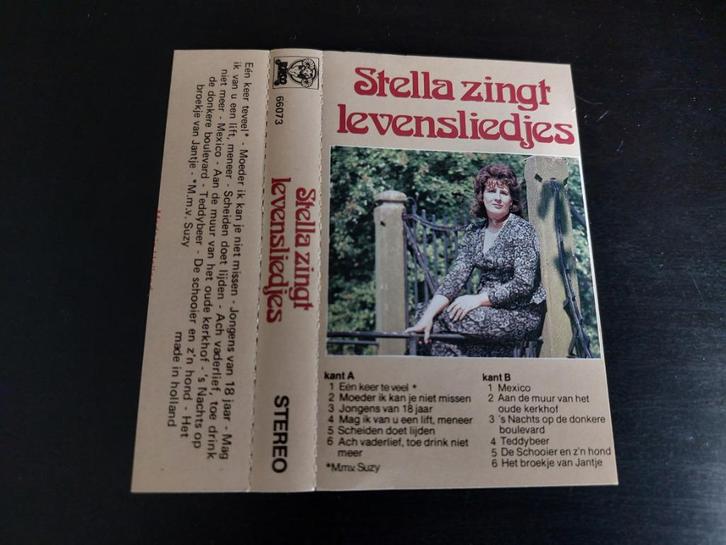 Eén keer teveel* - Moeder ik kan je niet missen - Jongens van 18 jaar - Mag
ik van u een lift, meneer - Scheiden doet lijden - Ach vaderlief, toe drink
niet meer - Mexico - Aan de muur van het oude kerkhof - 's Nachts op
de donkere boulevard - Teddybeer - De schooier en z'n hond - Het
broekje van Jantje - *M.m.v. Suzy
made in holland
66073
Stella zingt
levensliedjes
STEREO
Stella zingt
levensliedjes
kant A
1 Eén keer te veel *
2 Moeder ik kan je niet missen
3 Jongens van 18 jaar
4 Mag ik van u een lift, meneer
5 Scheiden doet lijden
6 Ach vaderlief, toe drink niet
meer
*M.m.v. Suzy
kant B
1 Mexico
2 Aan de muur van het
oude kerkhof
3 's Nachts op de donkere
boulevard
4 Teddybeer
5 De Schooier en z'n hond
6 Het broekje van Jantje